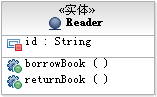 «实体»
Reader
id : String
borrowBook ( )
returnBook ( )